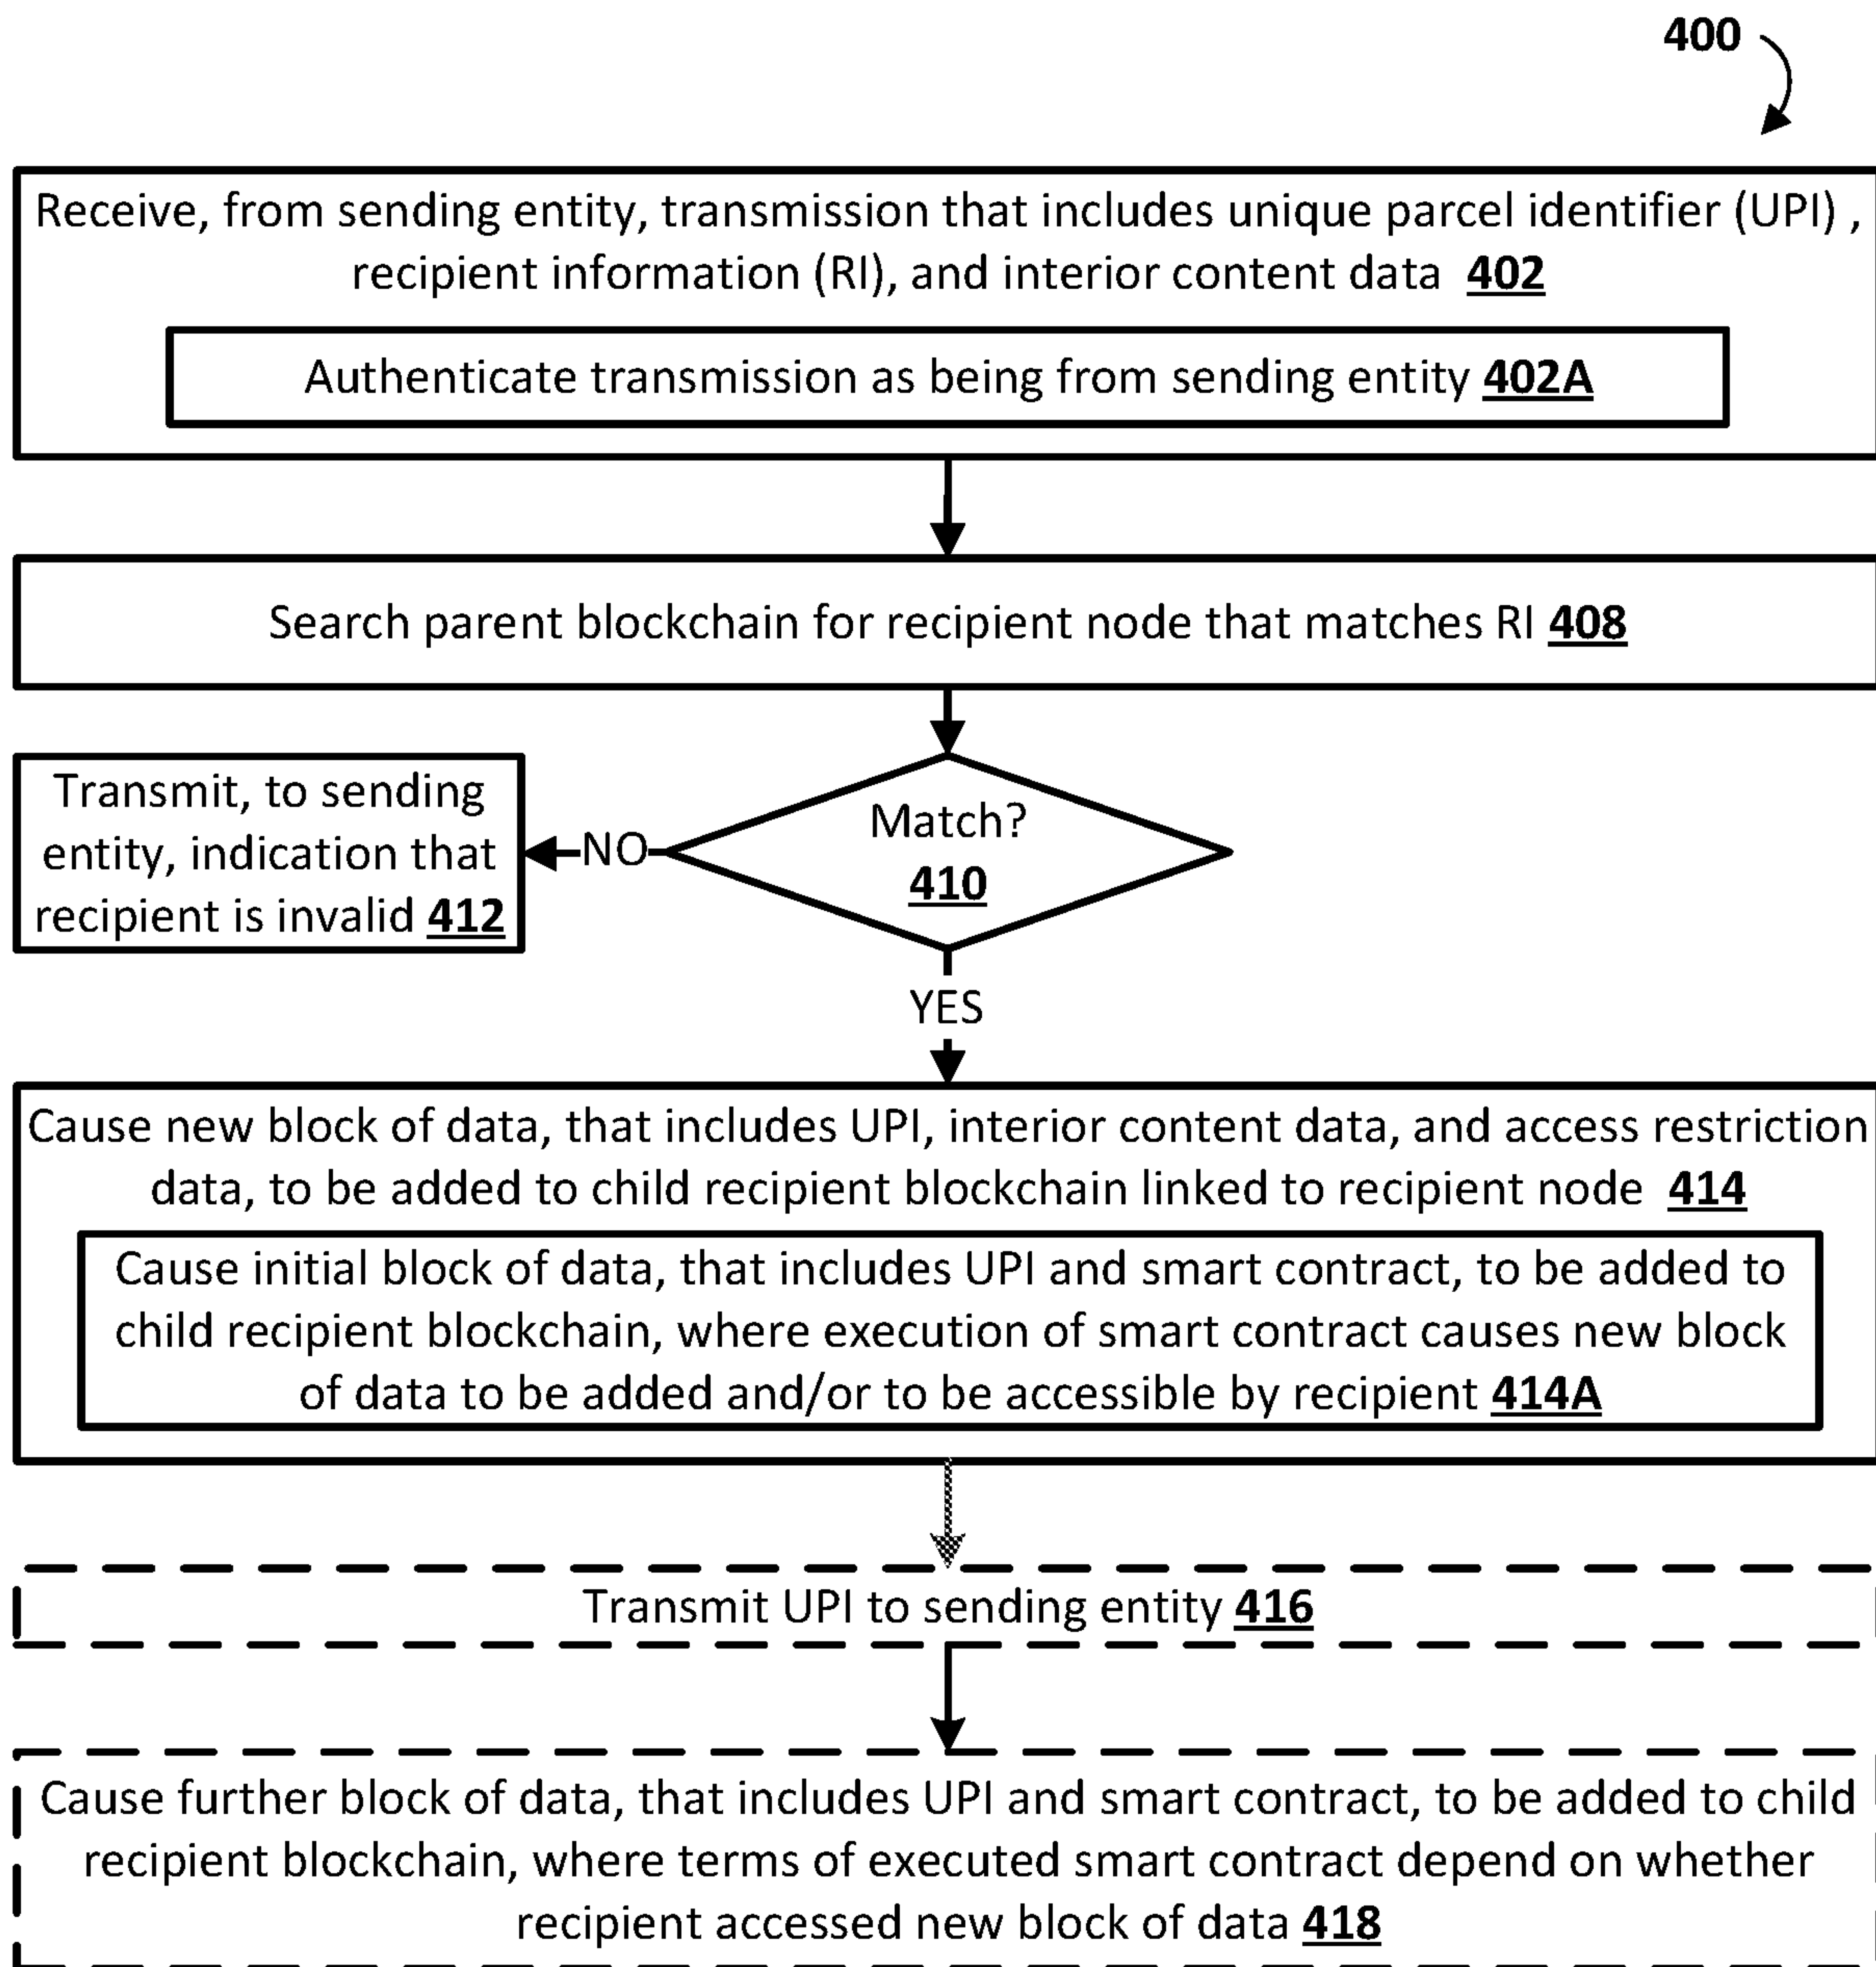 400
Receive, from sending entity, transmission that includes unique parcel identifier (UPI) ,
recipient information (RI), and interior content data 402
Authenticate transmission as being from sending entity 402A
Search parent blockchain for recipient node that matches RI 408
Transmit, to sending
entity, indication that
recipient is invalid 412
NO
Match?
410
YES
Cause new block of data, that includes UPI, interior content data, and access restriction
data, to be added to child recipient blockchain linked to recipient node 414
Cause initial block of data, that includes UPI and smart contract, to be added to
child recipient blockchain, where execution of smart contract causes new block
of data to be added and/or to be accessible by recipient 414A
Transmit UPI to sending entity 416
Cause further block of data, that includes UPI and smart contract, to be added to child
recipient blockchain, where terms of executed smart contract depend on whether
recipient accessed new block of data 418